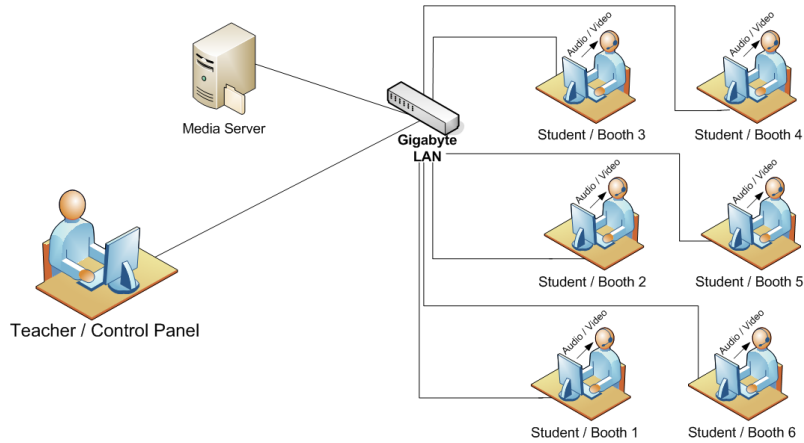 Media Server
Gigabyte
LAN
Teacher / Control Panel
Audio / Video
Student / Booth 3
Audio / Video
Student / Booth 4
Audio / Video
Student / Booth 2
Audio / Video
Student / Booth 5
Audio / Video
Student / Booth 1
Audio / Video
Student / Booth 6